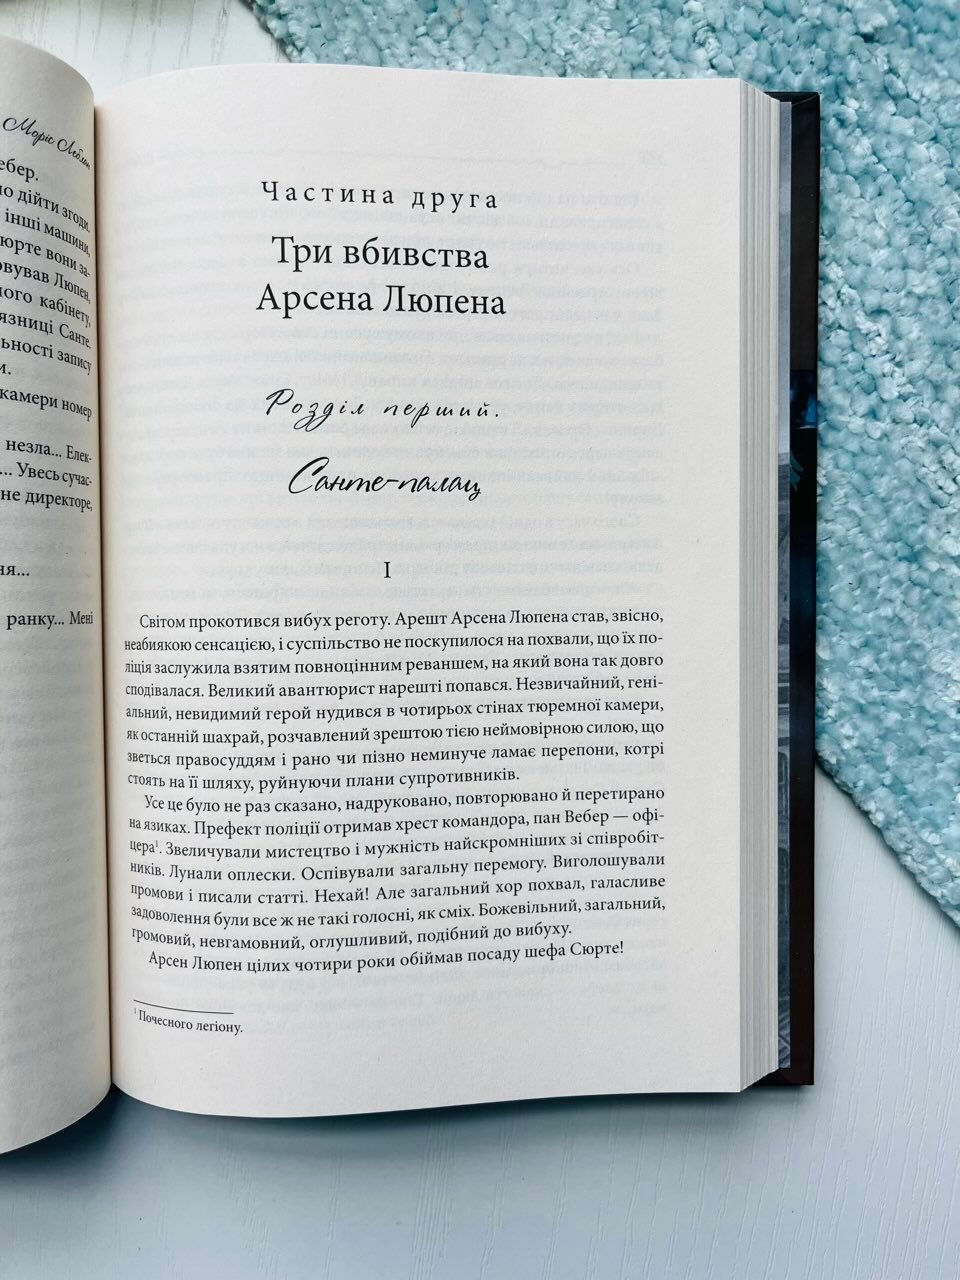 Моріс Леблан
ебер.
но дійти згоди.
інші машини,
юрте вони за-
овував Люпен,
ного кабінету,
язниці Санте.
льності запису
и.
камери номер
незла... Елек-
... Увесь сучас-
не директоре,
ня...
ранку... Мені
Частина друга
Три вбивства
Арсена Люпена
Розділ перший.
Санте-палац
I
Світом прокотився вибух реготу. Арешт Арсена Люпена став, звісно,
неабиякою сенсацією, і суспільство не поскупилося на похвали, що їх по-
ліція заслужила взятим повноцінним реваншем, на який вона так довго
сподівалася. Великий авантюрист нарешті попався. Незвичайний, гені-
альний, невидимий герой нудився в чотирьох стінах тюремної камери,
як останній шахрай, розчавлений зрештою тією неймовірною силою, що
зветься правосуддям і рано чи пізно неминуче ламає перепони, котрі
стоять на її шляху, руйнуючи плани супротивників.
Усе це було не раз сказано, надруковано, повторювано й перетирано
на язиках. Префект поліції отримав хрест командора, пан Вебер — офі-
цера¹. Звеличували мистецтво і мужність найскромніших зі співробіт-
ників. Лунали оплески. Оспівували загальну перемогу. Виголошували
промови і писали статті. Нехай! Але загальний хор похвал, галасливе
задоволення були все ж не такі голосні, як сміх. Божевільний, загальний,
громовий, невгамовний, оглушливий, подібний до вибуху.
Арсен Люпен цілих чотири роки обіймав посаду шефа Сюрте!
¹ Почесного легіону.